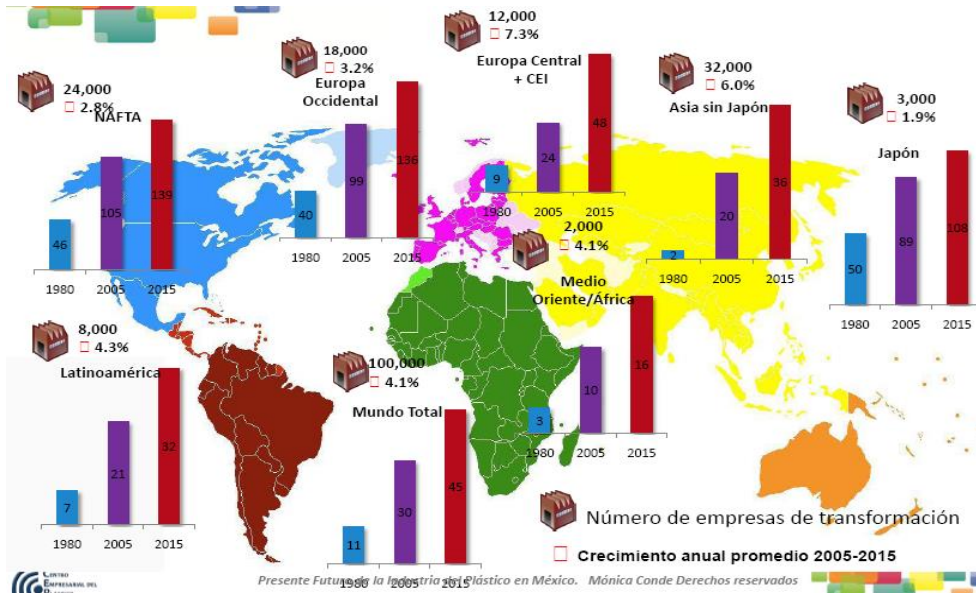 24,000
2.8%
NAFTA
46
105
139
1980 2005 2015
18,000
3.2%
Europa
Occidental
40
99
136
1980 2005 2015
12,000
7.3%
Europa Central
+ CEI
9
24
48
1980 2005 2015
32,000
6.0%
Asia sin Japón
2
20
36
1980 2005 2015
3,000
1.9%
Japón
50
89
108
1980 2005 2015
8,000
4.3%
Latinoamérica
7
21
32
1980 2005 2015
100,000
4.1%
Mundo Total
11
30
45
1980 2005 2015
2,000
4.1%
Medio
Oriente/África
3
10
16
1980 2005 2015
Número de empresas de transformación
Crecimiento anual promedio 2005-2015
CENTRO
EMPRESARIAL DEL
Presente Futuro de la Industria del Plástico en México. Mónica Conde Derechos reservados